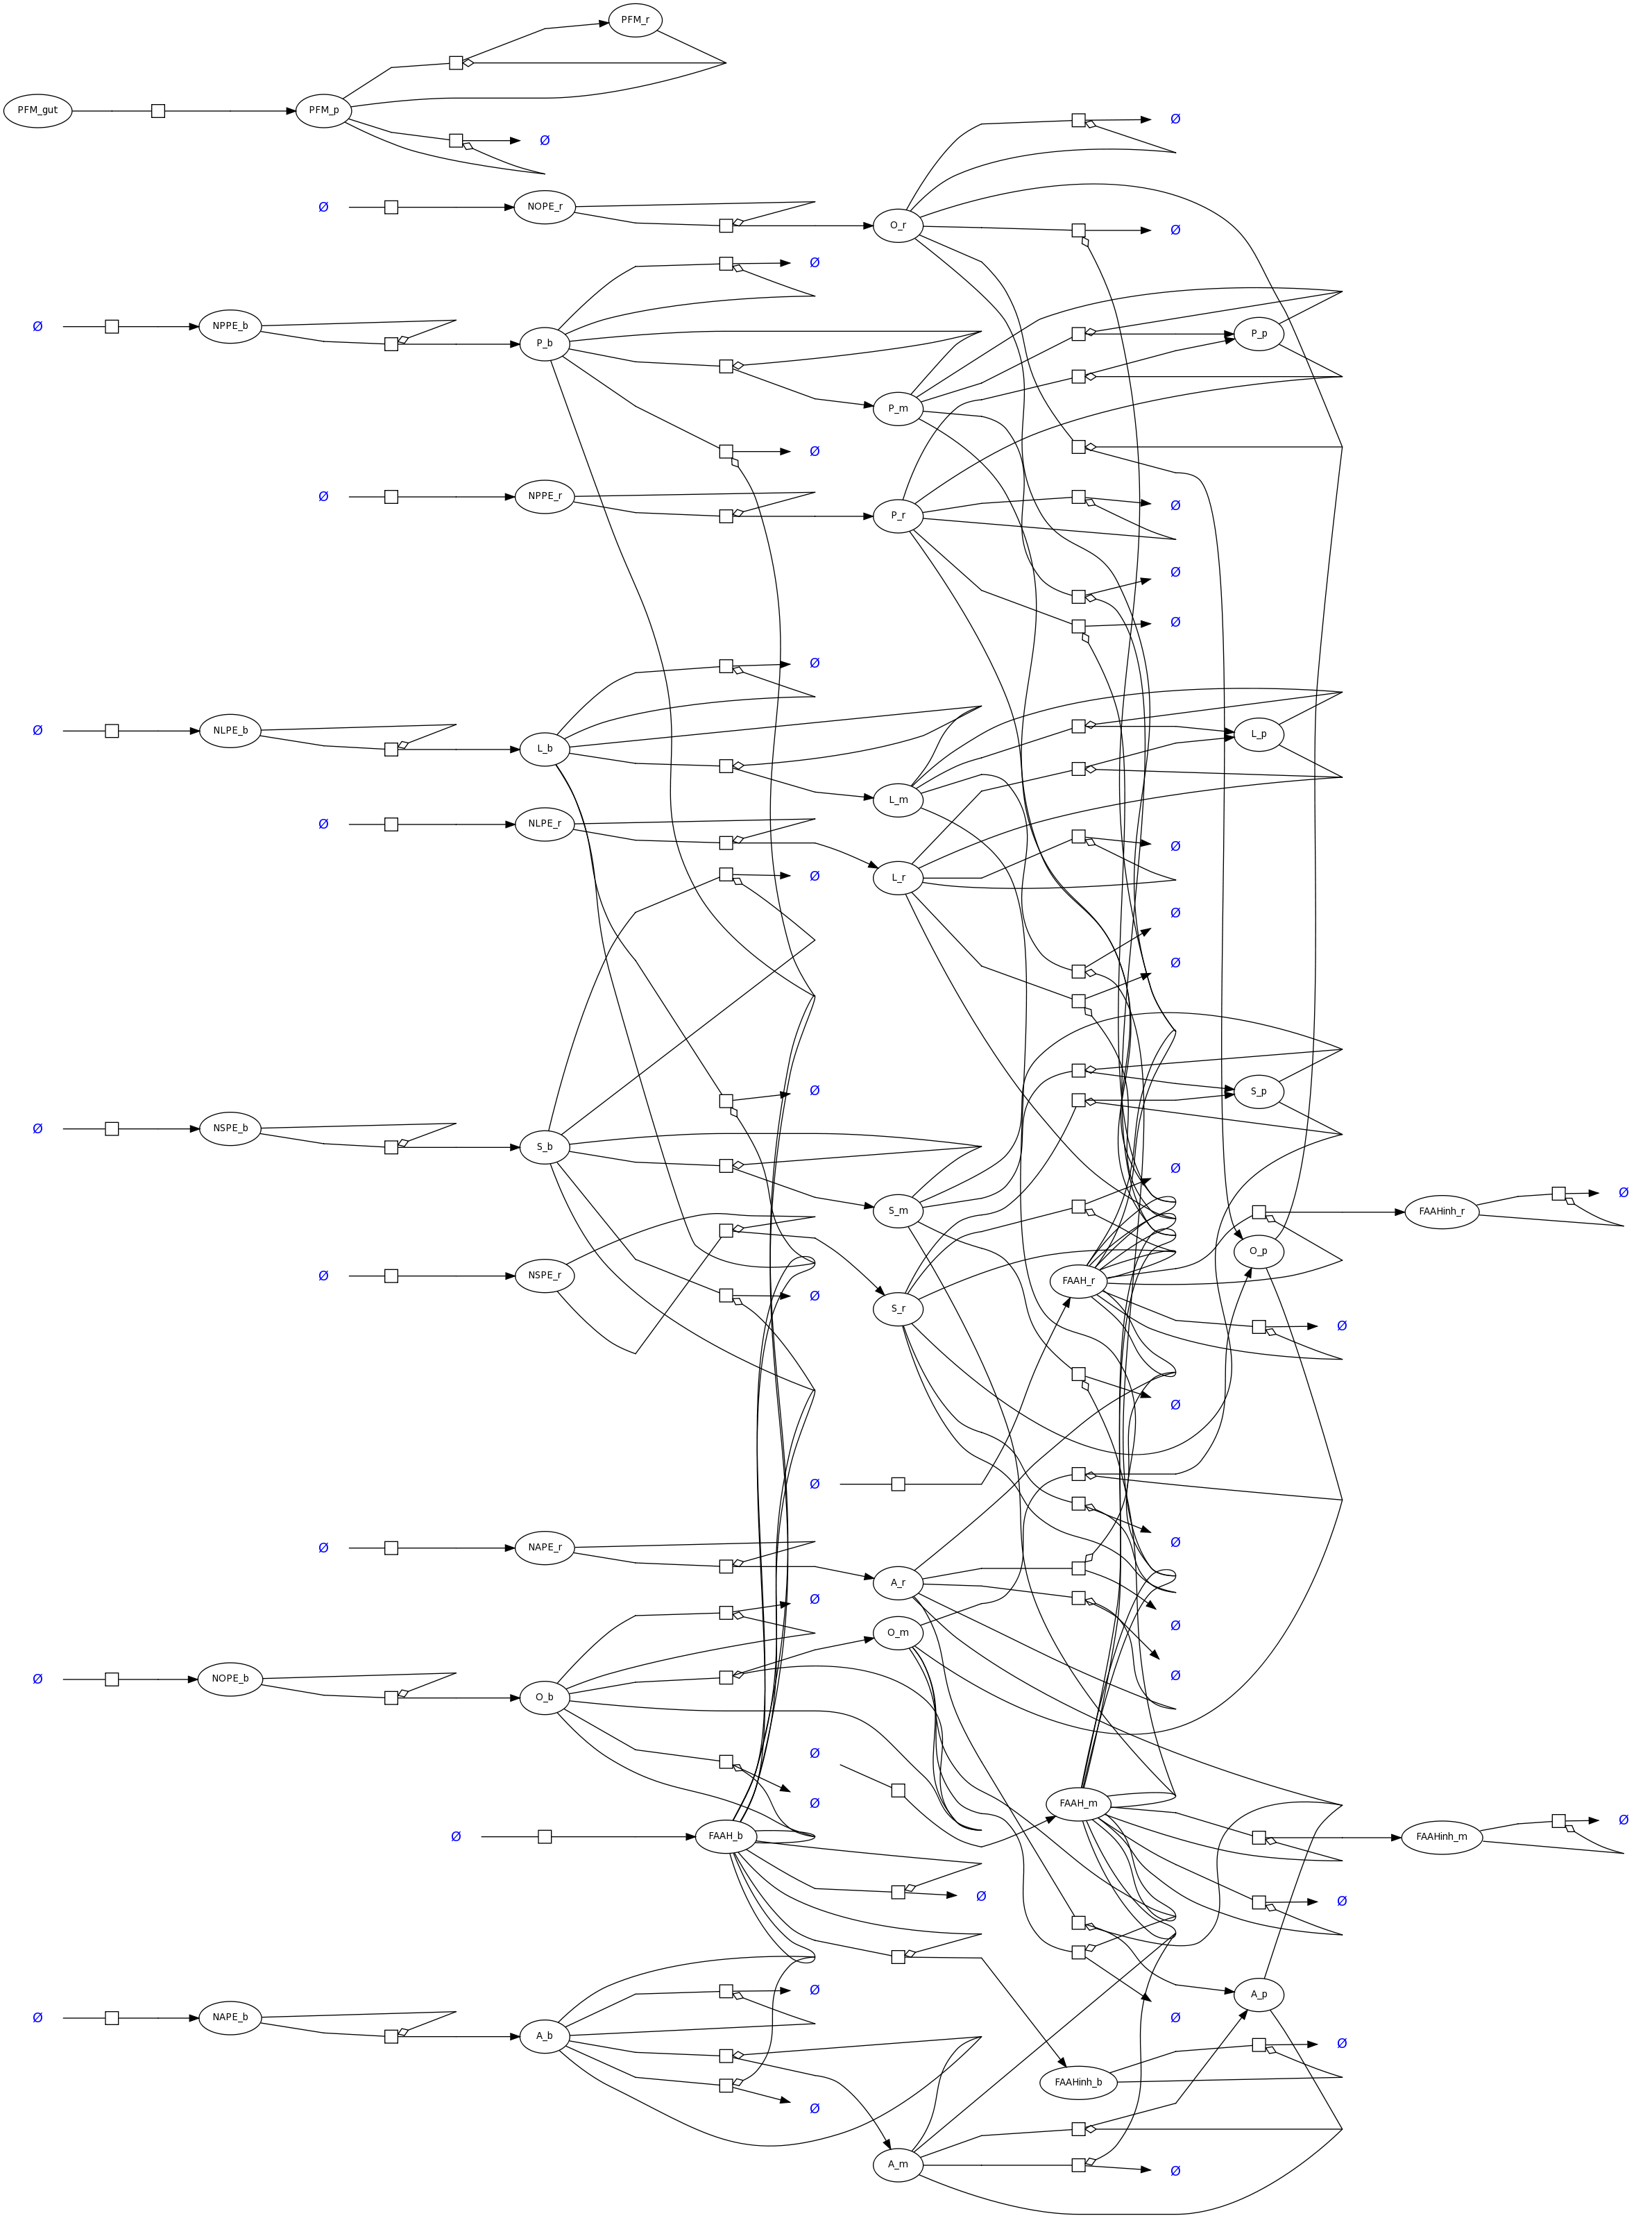 PFM_r
PFM_gut
PFM_p
Ø
Ø
Ø
NOPE_r
O_r
Ø
Ø
Ø
NPPE_b
P_b
P_p
P_m
Ø
Ø
NPPE_r
P_r
Ø
Ø
Ø
Ø
Ø
NLPE_b
L_b
L_p
L_m
Ø
NLPE_r
L_r
Ø
Ø
Ø
Ø
Ø
S_p
Ø
NSPE_b
S_b
Ø
FAAHinh_r
Ø
S_m
O_p
Ø
NSPE_r
FAAH_r
Ø
S_r
Ø
Ø
Ø
Ø
Ø
NAPE_r
A_r
Ø
Ø
O_m
Ø
NOPE_b
O_b
Ø
Ø
Ø
FAAH_m
Ø
FAAH_b
FAAHinh_m
Ø
Ø
Ø
Ø
A_p
Ø
Ø
NAPE_b
A_b
Ø
FAAHinh_b
Ø
A_m
Ø